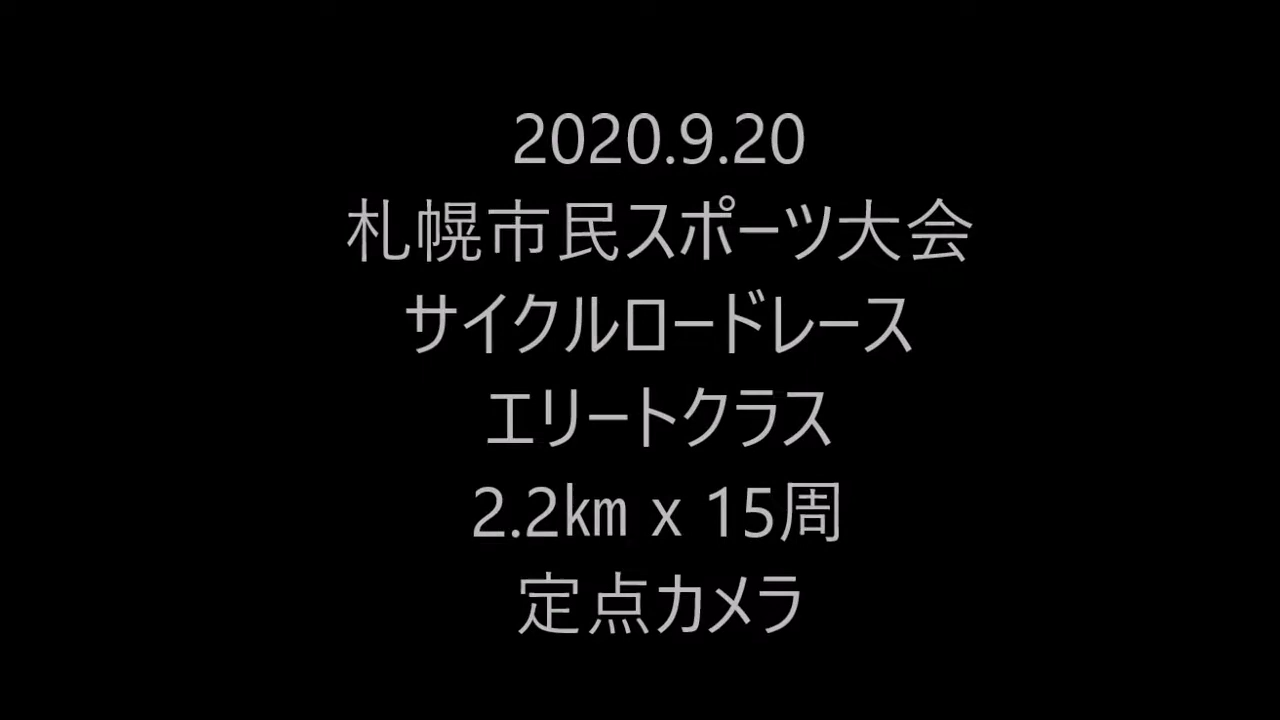 2020.9.20
札幌市民スポーツ大会
サイクルロードレース
エリートクラス
2.2㎞ x 15周
定点カメラ